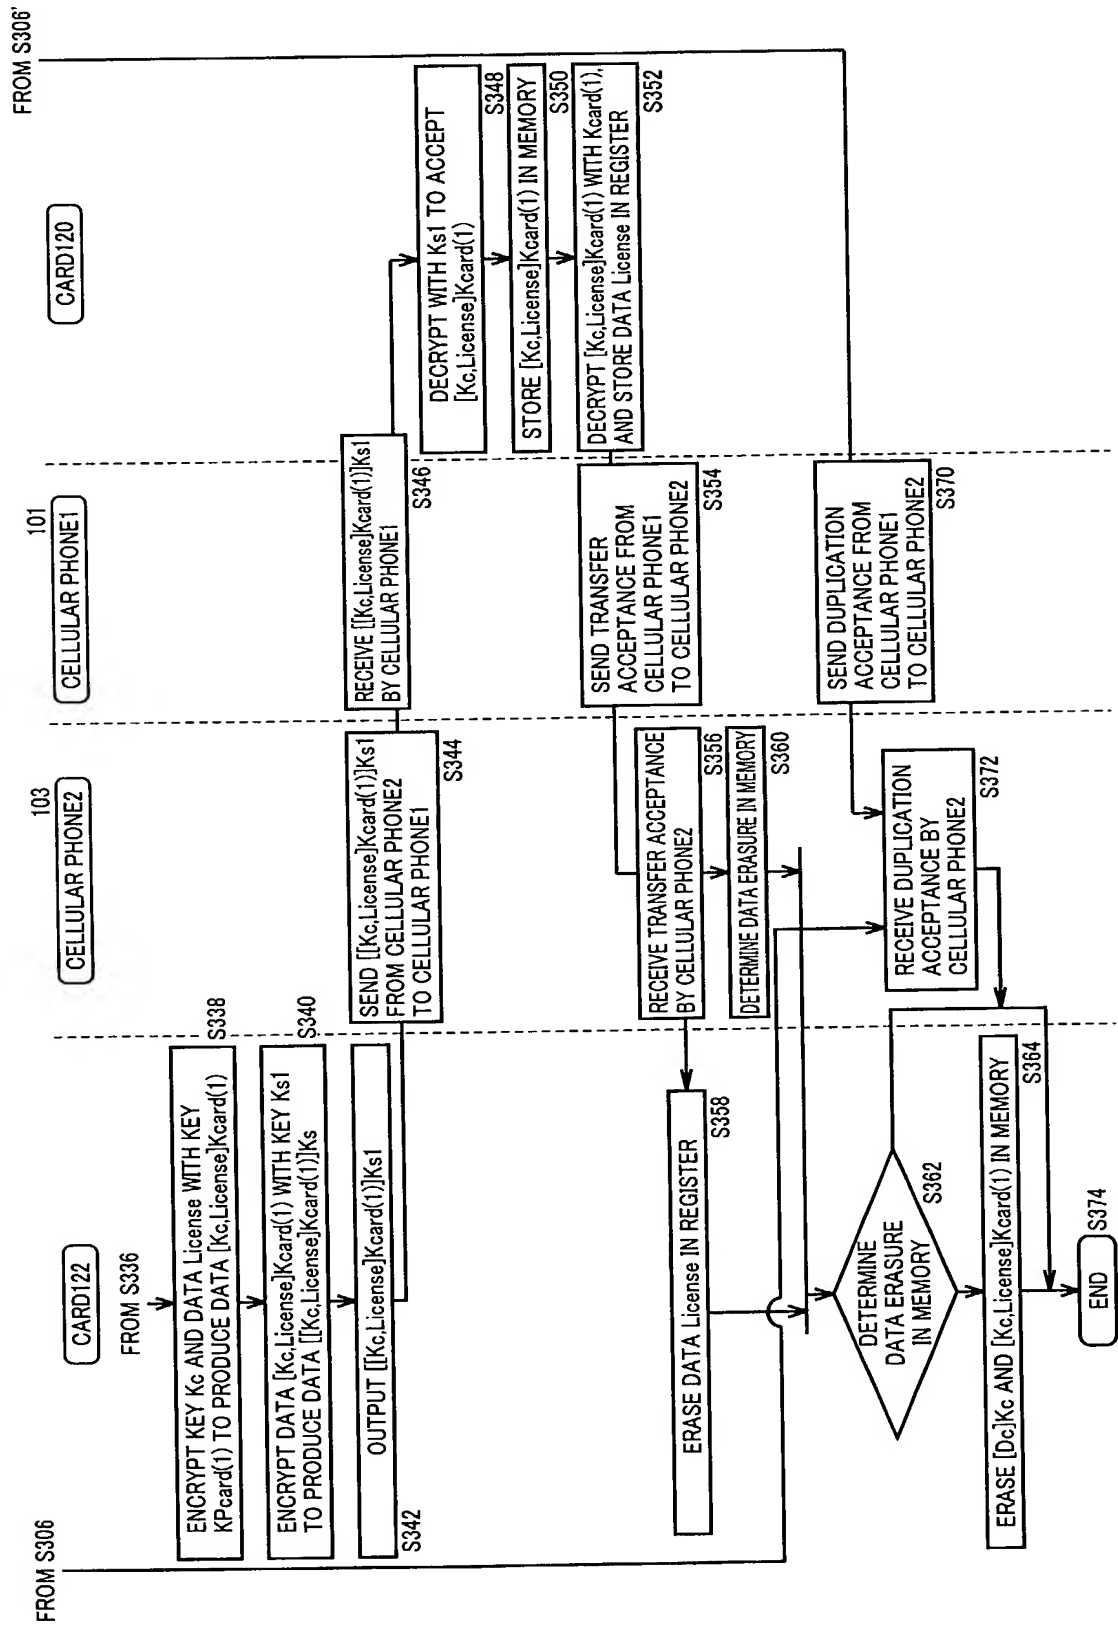 FROM S306
CARD122
FROM S336
ENCRYPT KEY Kc AND DATA License WITH KEY
KPcard(1) TO PRODUCE DATA [Kc,License]Kcard(1)
S338
ENCRYPT DATA [Kc,License]Kcard(1) WITH KEY Ks1
TO PRODUCE DATA [[Kc,License]Kcard(1)]Ks
S340
OUTPUT [[Kc,License]Kcard(1)]Ks1
S342
ERASE DATA License IN REGISTER
S358
DETERMINE
DATA ERASURE
IN MEMORY
S362
ERASE [Dc]Kc AND [Kc,License]Kcard(1) IN MEMORY
S364
END
S374
103
CELLULAR PHONE2
SEND [[Kc,License]Kcard(1)]Ks1
FROM CELLULAR PHONE2
TO CELLULAR PHONE1
S344
RECEIVE TRANSFER ACCEPTANCE
BY CELLULAR PHONE2
S356
DETERMINE DATA ERASURE IN MEMORY
S360
RECEIVE DUPLICATION
ACCEPTANCE BY
CELLULAR PHONE2
S372
101
CELLULAR PHONE1
RECEIVE [[Kc,License]Kcard(1)]Ks1
BY CELLULAR PHONE1
S346
SEND TRANSFER
ACCEPTANCE FROM
CELLULAR PHONE1
TO CELLULAR PHONE2
S354
SEND DUPLICATION
ACCEPTANCE FROM
CELLULAR PHONE1
TO CELLULAR PHONE2
S370
FROM S306'
CARD120
DECRYPT WITH Ks1 TO ACCEPT
[Kc,License]Kcard(1)
S348
STORE [Kc,License]Kcard(1) IN MEMORY
S350
DECRYPT [Kc,License]Kcard(1) WITH Kcard(1),
AND STORE DATA License IN REGISTER
S352